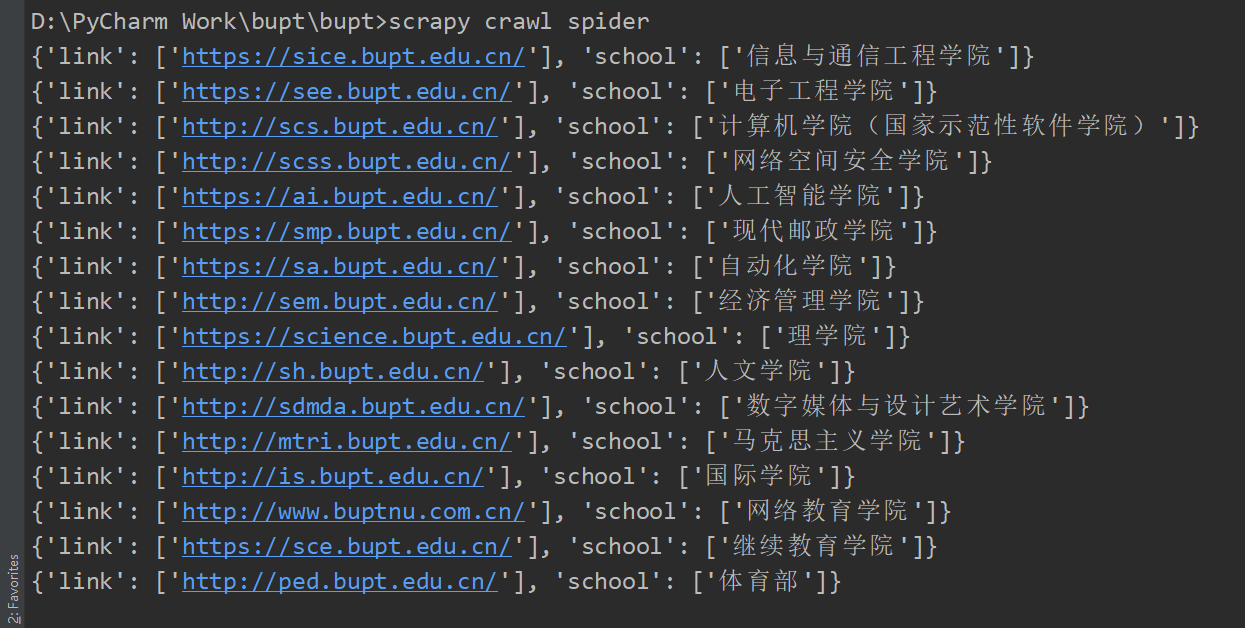 D:\PyCharm Work\bupt\bupt>scrapy crawl spider
{'link': ['https://sice.bupt.edu.cn/'], 'school': ['信息与通信工程学院']}
{'link': ['https://see.bupt.edu.cn/'], 'school': ['电子工程学院']}
{'link': ['http://scs.bupt.edu.cn/'], 'school': ['计算机学院（国家示范性软件学院）']}
{'link': ['http://scss.bupt.edu.cn/'], 'school': ['网络空间安全学院']}
{'link': ['https://ai.bupt.edu.cn/'], 'school': ['人工智能学院']}
{'link': ['https://smp.bupt.edu.cn/'], 'school': ['现代邮政学院']}
{'link': ['https://sa.bupt.edu.cn/'], 'school': ['自动化学院']}
{'link': ['http://sem.bupt.edu.cn/'], 'school': ['经济管理学院']}
{'link': ['https://science.bupt.edu.cn/'], 'school': ['理学院']}
{'link': ['http://sh.bupt.edu.cn/'], 'school': ['人文学院']}
{'link': ['http://sdmda.bupt.edu.cn/'], 'school': ['数字媒体与设计艺术学院']}
{'link': ['http://mtri.bupt.edu.cn/'], 'school': ['马克思主义学院']}
{'link': ['http://is.bupt.edu.cn/'], 'school': ['国际学院']}
{'link': ['http://www.buptnu.com.cn/'], 'school': ['网络教育学院']}
{'link': ['https://sce.bupt.edu.cn/'], 'school': ['继续教育学院']}
{'link': ['http://ped.bupt.edu.cn/'], 'school': ['体育部']}
2: Favorites